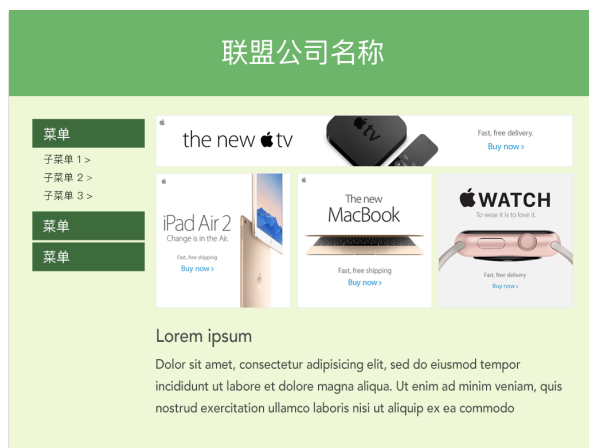 联盟公司名称
菜单
子菜单 1 >
子菜单 2 >
子菜单 3 >
菜单
菜单
the new tv
tv
Fast, free delivery.
Buy now ›
iPad Air 2
Change is in the Air.
Fast, free shipping
Buy now ›
The new
MacBook
Fast, free shipping
Buy now ›
WATCH
To wear it is to love it.
Fast, free delivery
Buy now ›
Lorem ipsum
Dolor sit amet, consectetur adipisicing elit, sed do eiusmod tempor
incididunt ut labore et dolore magna aliqua. Ut enim ad minim veniam, quis
nostrud exercitation ullamco laboris nisi ut aliquip ex ea commodo